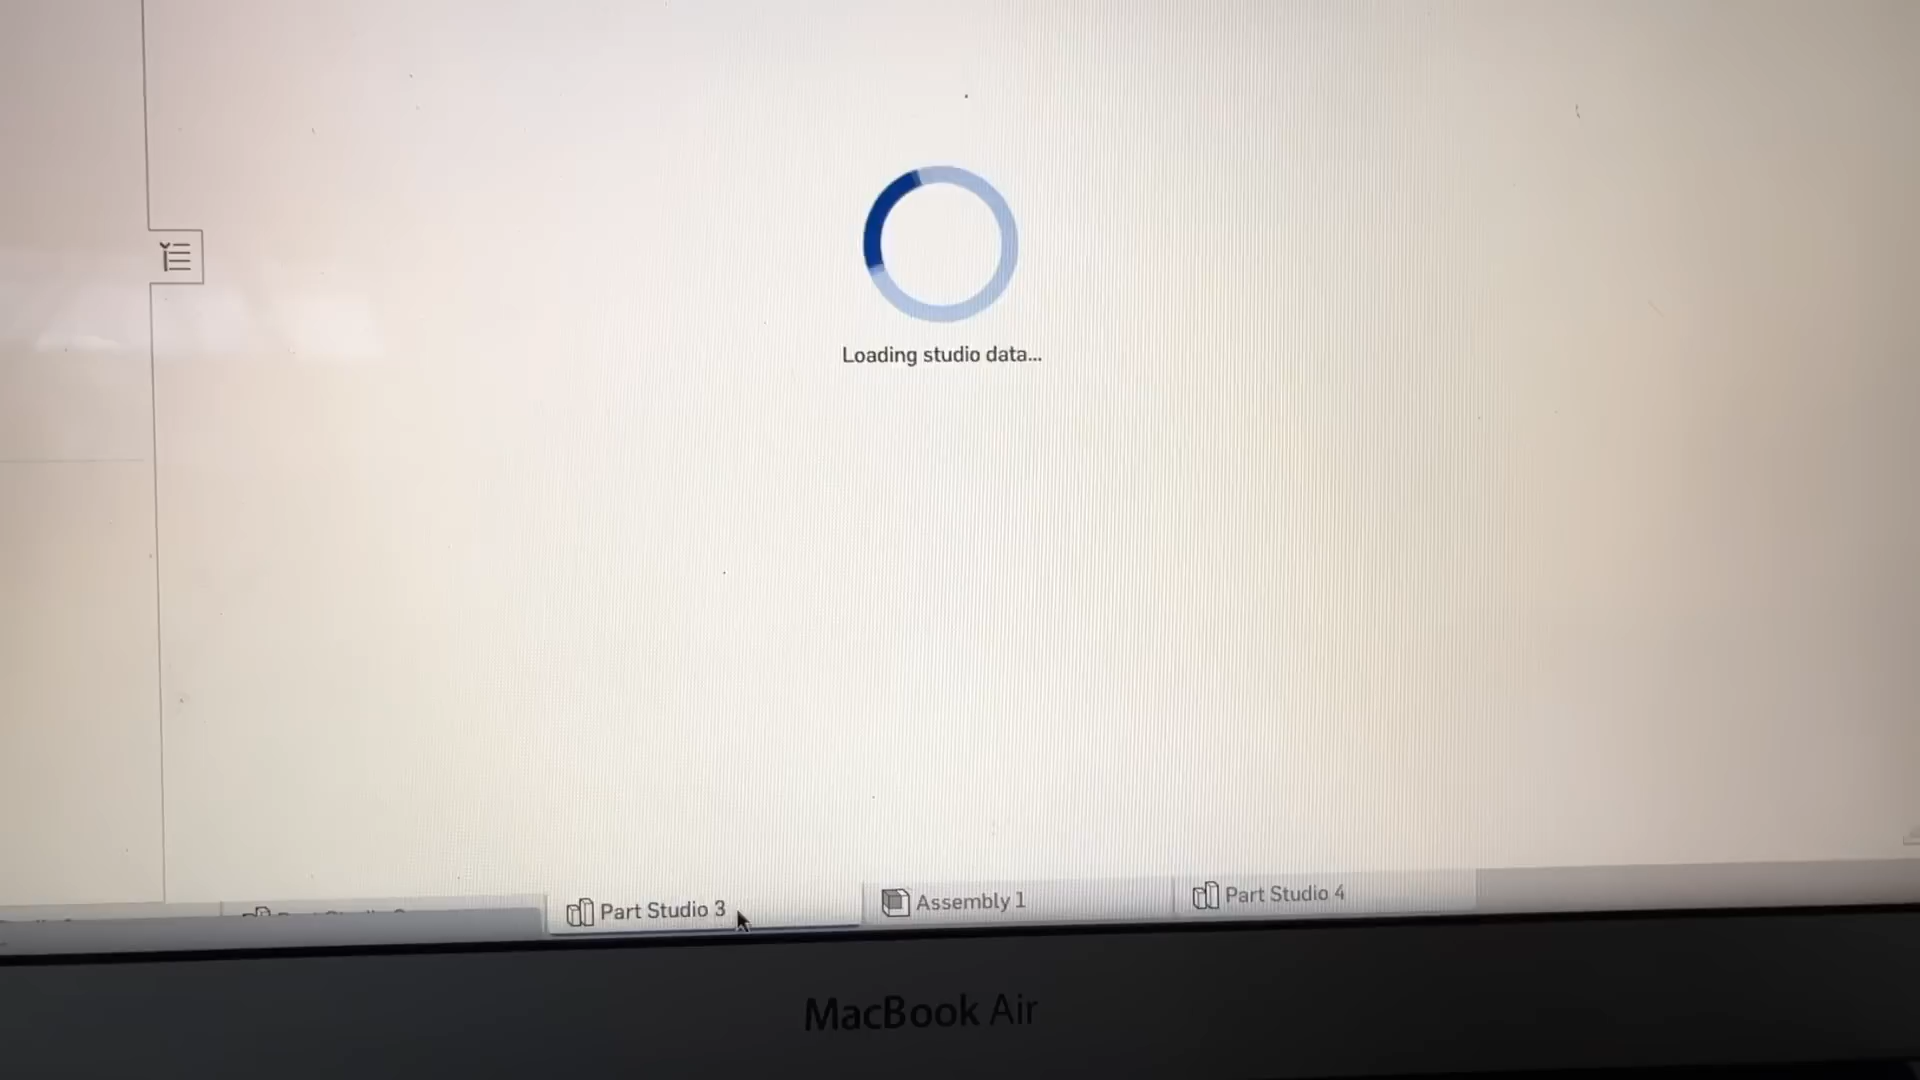 Loading studio data...
Part Studio 3
Assembly 1
Part Studio 4
MacBook Air